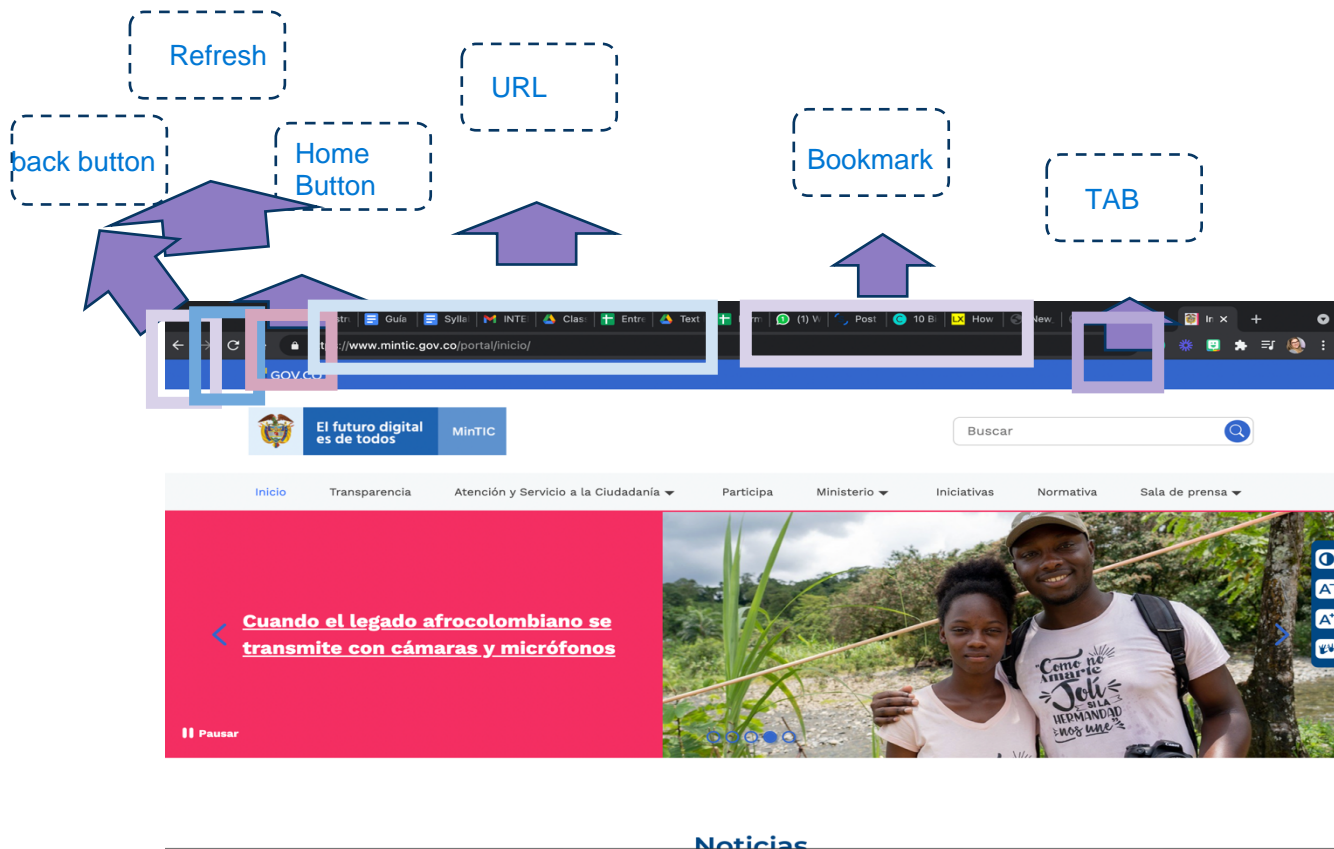 Refresh
URL
back button
Home
Button
Bookmark
TAB
Guía
Sylla
INTE
Clas
Entre
Text
(1) W
Post
10 Bi
How
New
In
www.mintic.gov.co/portal/inicio/
GOV.CO
El futuro digital
es de todos
MinTIC
Buscar
Inicio Transparencia Atención y Servicio a la Ciudadanía Participa Ministerio Iniciativas Normativa Sala de prensa
Cuando el legado afrocolombiano se
transmite con cámaras y micrófonos
Pausar
Como no
Amarte
Joli
SI LA
HERMANDAD
nos une
A-
A+
Noticias